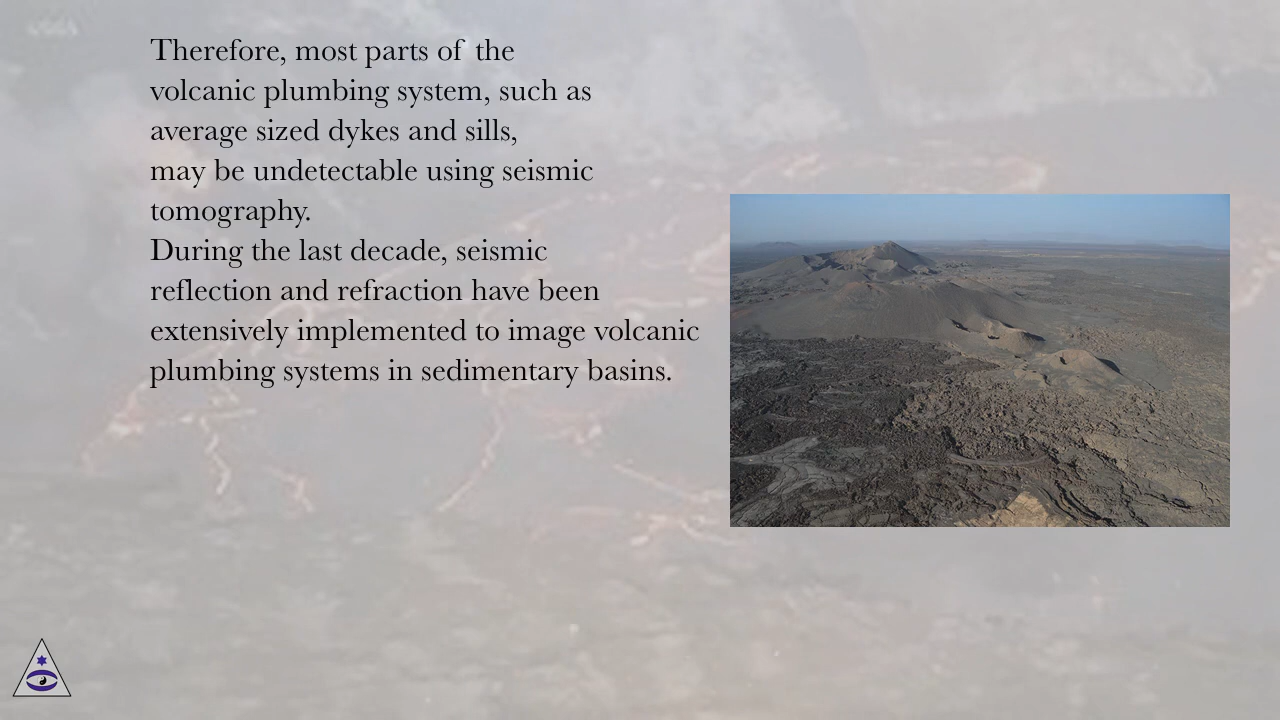 Therefore, most parts of the
volcanic plumbing system, such as
average sized dykes and sills,
may be undetectable using seismic
tomography.
During the last decade, seismic
reflection and refraction have been
extensively implemented to image volcanic
plumbing systems in sedimentary basins.